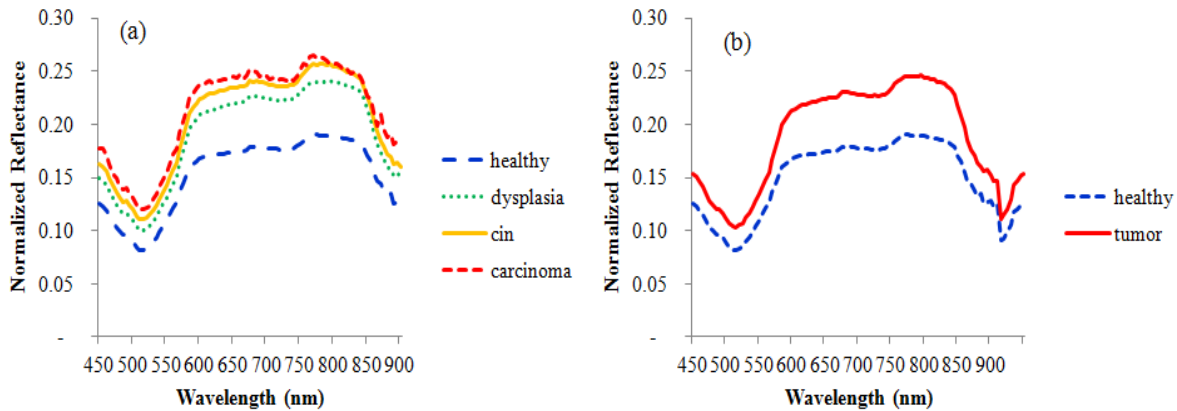 (a)
Normalized Reflectance
0.30
0.25
0.20
0.15
0.10
0.05
-
450 500 550 600 650 700 750 800 850 900
Wavelength (nm)
healthy
dysplasia
cin
carcinoma
(b)
Normalized Reflectance
0.30
0.25
0.20
0.15
0.10
0.05
-
450 500 550 600 650 700 750 800 850 900
Wavelength (nm)
healthy
tumor